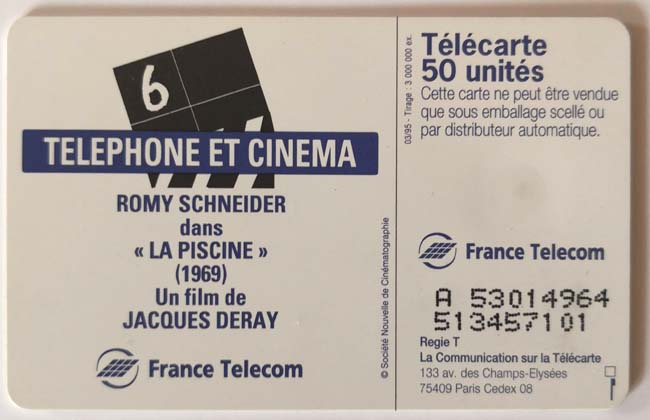 6
TELEPHONE ET CINEMA
ROMY SCHNEIDER
dans
« LA PISCINE »
(1969)
Un film de
JACQUES DERAY
France Telecom
© Société Nouvelle de Cinématographie
03/95 - Tirage : 3 000 000 ex.
Télécarte
50 unités
Cette carte ne peut être vendue
que sous emballage scellé ou
par distributeur automatique.
France Telecom
A 53014964
513457101
Regie T
La Communication sur la Télécarte
133 av. des Champs-Elysées
75409 Paris Cedex 08